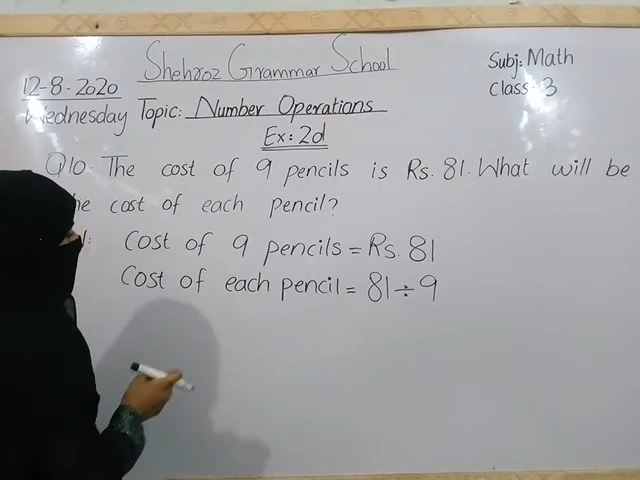 Shehroz Grammar School
Subj: Math
12-8-2020
Class: 3
Wednesday Topic: Number Operations
Ex: 2d
Q10. The cost of 9 pencils is Rs. 81. What will be
cost of each pencil?
Cost of 9 pencils = Rs. 81
Cost of each pencil = 81 ÷ 9